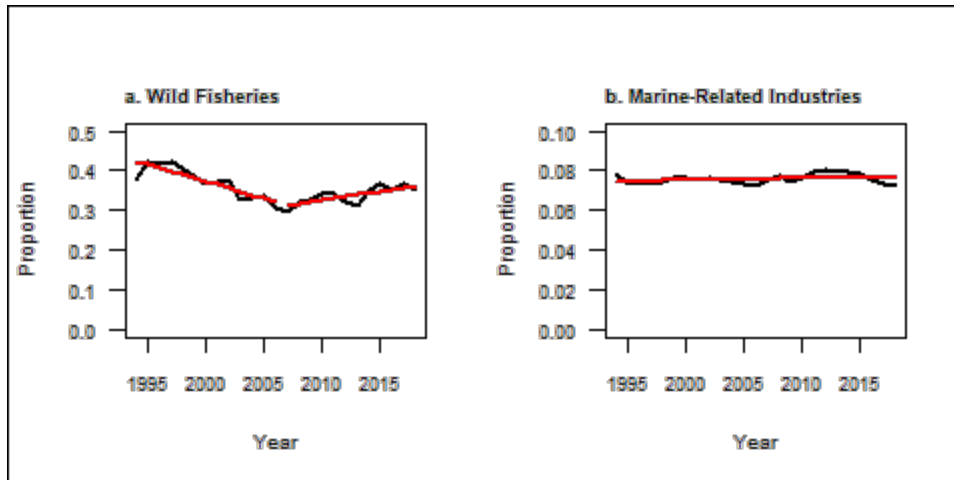 a. Wild Fisheries
0.5
0.4
0.3
0.2
0.1
0.0
Proportion
1995 2000 2005 2010 2015
Year
b. Marine-Related Industries
0.10
0.08
0.06
0.04
0.02
0.00
Proportion
1995 2000 2005 2010 2015
Year